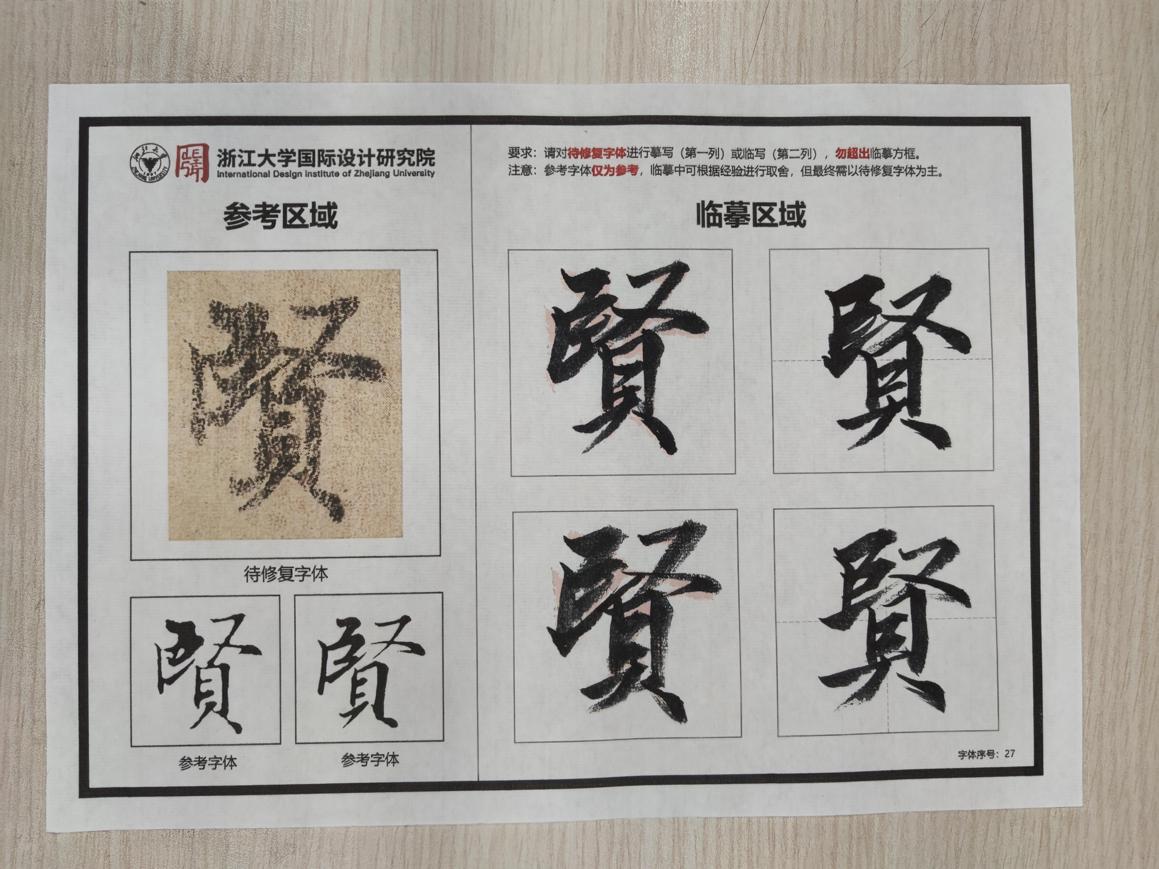 浙江大学国际设计研究院
International Design Institute of Zhejiang University
参考区域
賢
待修复字体
賢
賢
参考字体
参考字体
要求：请对待修复字体进行摹写（第一列）或临写（第二列），勿超出临摹方框。
注意：参考字体仅为参考，临摹中可根据经验进行取舍，但最终需以待修复字体为主。
临摹区域
賢
賢
賢
賢
字体序号：27